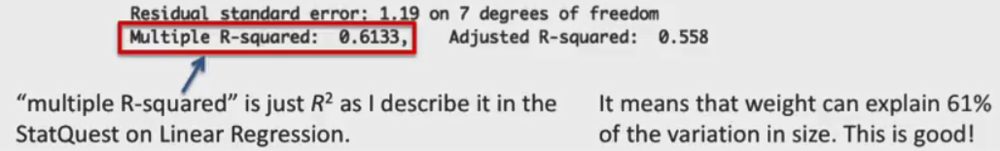 Residual standard error: 1.19 on 7 degrees of freedom
Multiple R-squared:  0.6133,    Adjusted R-squared:  0.558
“multiple R-squared” is just R² as I describe it in the
StatQuest on Linear Regression.
It means that weight can explain 61%
of the variation in size. This is good!